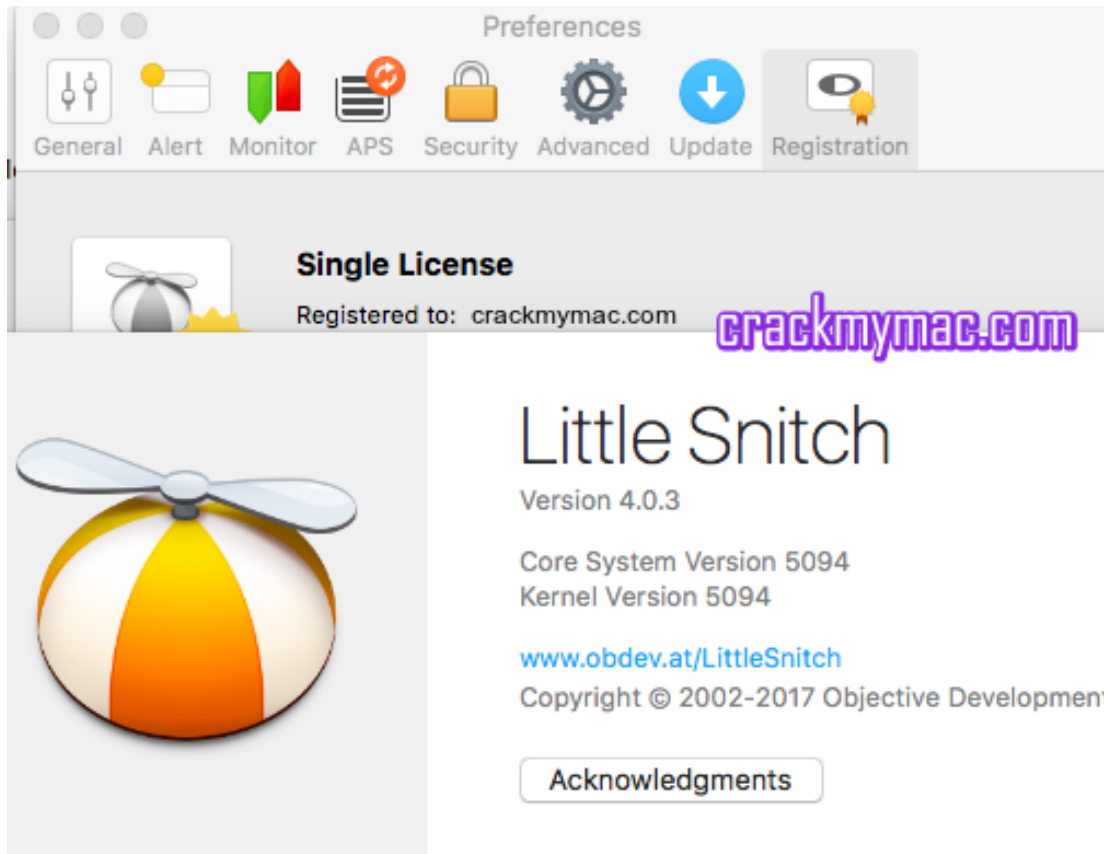 Preferences
General Alert Monitor APS Security Advanced Update Registration
Single License
Registered to: crackmymac.com
crackmymac.com
Little Snitch
Version 4.0.3
Core System Version 5094
Kernel Version 5094
www.obdev.at/LittleSnitch
Copyright © 2002-2017 Objective Development
Acknowledgments